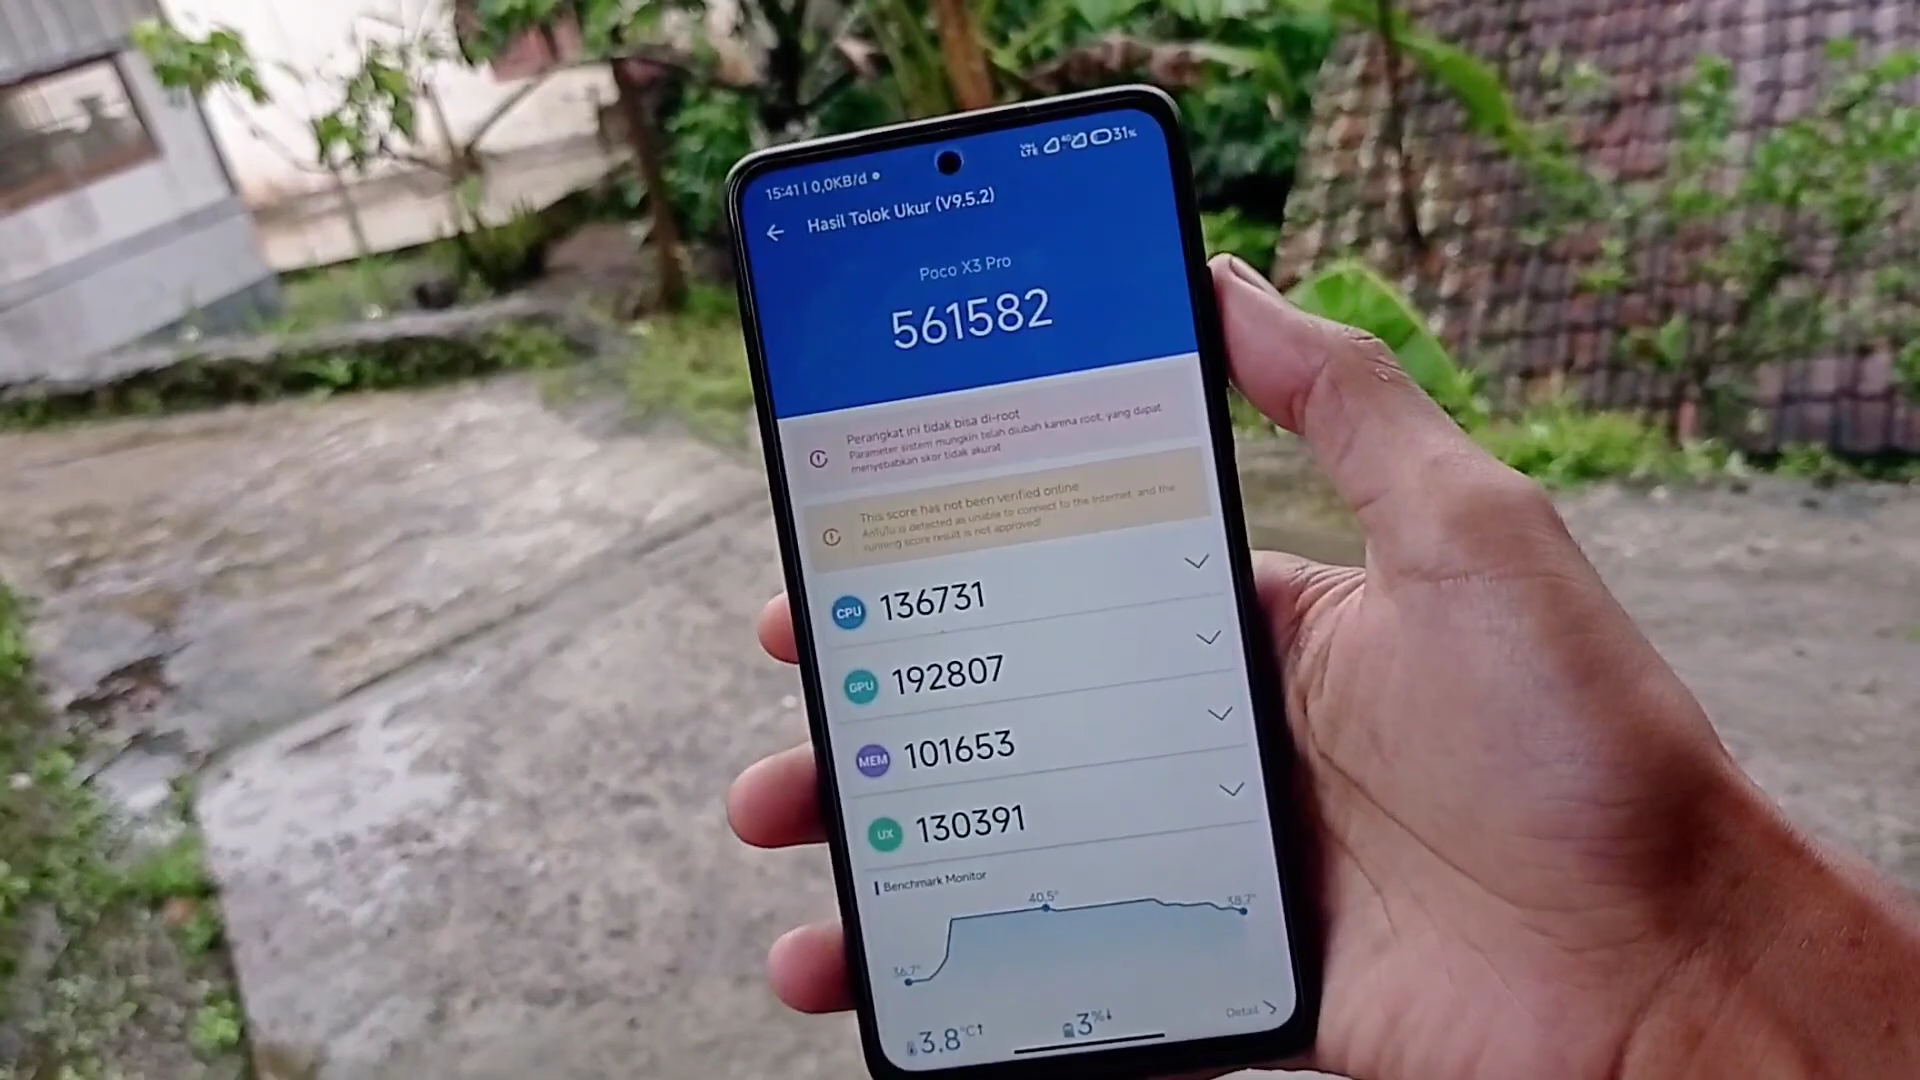 15:41 | 0,0KB/d
Vo LTE 4G 31%
Hasil Tolok Ukur (V9.5.2)
Poco X3 Pro
561582
Perangkat ini tidak bisa di-root
Parameter sistem mungkin telah diubah karena root, yang dapat
menyebabkan skor tidak akurat
This score has not been verified online
AnTuTu is detected as unable to connect to the Internet, and the
running score result is not approved!
CPU 136731
GPU 192807
MEM 101653
UX 130391
Benchmark Monitor
36.7°
40.5°
38.7°
3.8°C↑
3%↓
Detail